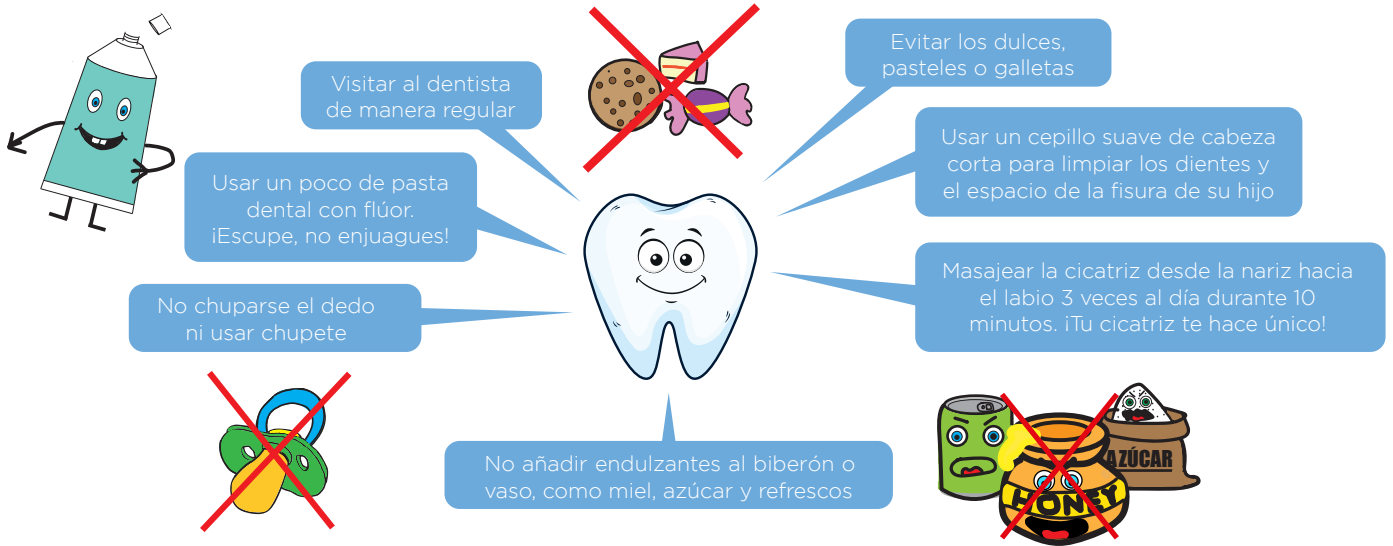 Visitar al dentista
de manera regular
Evitar los dulces,
pasteles o galletas
Usar un poco de pasta
dental con flúor.
¡Escupe, no enjuagues!
Usar un cepillo suave de cabeza
corta para limpiar los dientes y
el espacio de la fisura de su hijo
No chuparse el dedo
ni usar chupete
Masajear la cicatriz desde la nariz hacia
el labio 3 veces al día durante 10
minutos. ¡Tu cicatriz te hace único!
No añadir endulzantes al biberón o
vaso, como miel, azúcar y refrescos
AZÚCAR
HONEY